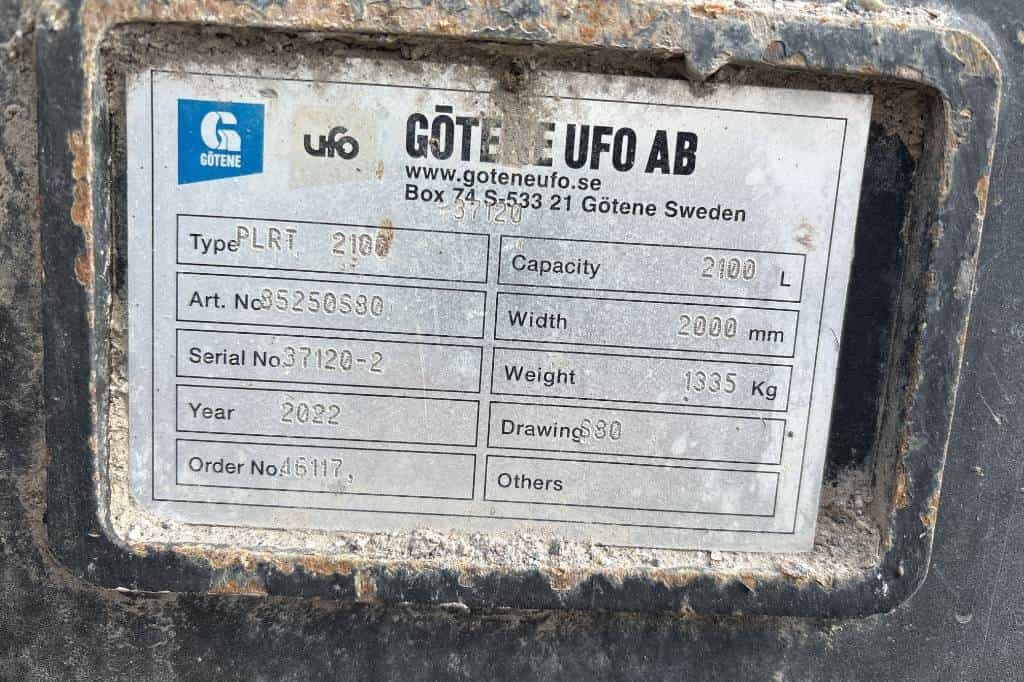 GÖTENE
ufo
GÖTENE UFO AB
www.goteneufo.se
Box 74 S-533 21 Götene Sweden
37120
Type PLRT 2100
Capacity 2100 L
Art. No 85250S80
Width 2000 mm
Serial No 37120-2
Weight 1335 Kg
Year 2022
Drawing S80
Order No. 46117,
Others